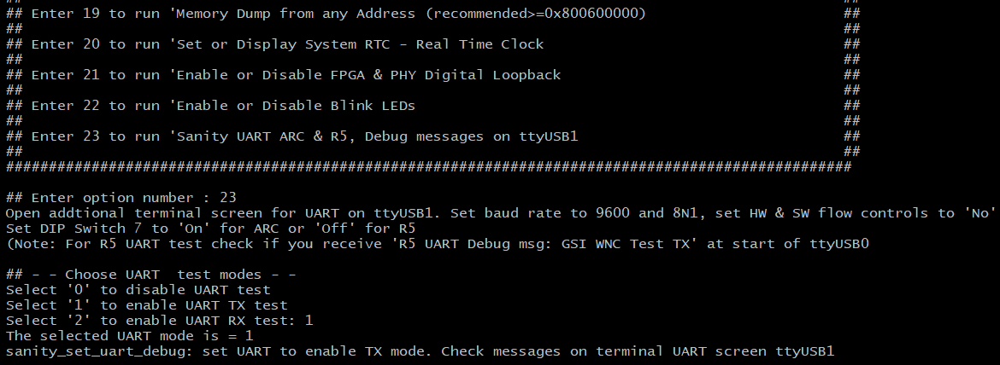 ##                                                                                                ##
## Enter 19 to run 'Memory Dump from any Address (recommended>=0x800600000)                       ##
##                                                                                                ##
## Enter 20 to run 'Set or Display System RTC - Real Time Clock                                   ##
##                                                                                                ##
## Enter 21 to run 'Enable or Disable FPGA & PHY Digital Loopback                                 ##
##                                                                                                ##
## Enter 22 to run 'Enable or Disable Blink LEDs                                                  ##
##                                                                                                ##
## Enter 23 to run 'Sanity UART ARC & R5, Debug messages on ttyUSB1                               ##
##                                                                                                ##
###################################################################################################
## Enter option number : 23
Open addtional terminal screen for UART on ttyUSB1. Set baud rate to 9600 and 8N1, set HW & SW flow controls to 'No'
Set DIP Switch 7 to 'On' for ARC or 'Off' for R5
(Note: For R5 UART test check if you receive 'R5 UART Debug msg: GSI WNC Test TX' at start of ttyUSB0
## - - Choose UART  test modes - -
Select '0' to disable UART test
Select '1' to enable UART TX test
Select '2' to enable UART RX test: 1
The selected UART mode is = 1
sanity_set_uart_debug: set UART to enable TX mode. Check messages on terminal UART screen ttyUSB1